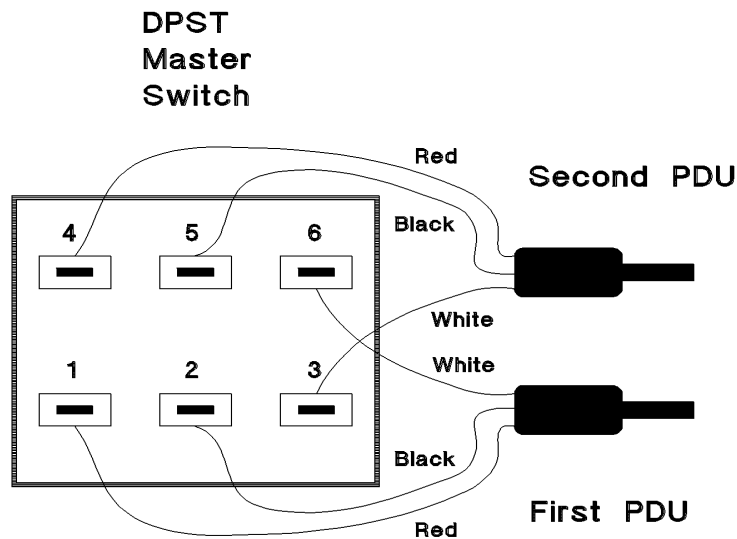 DPST
Master
Switch
Red
Second PDU
Black
4 5 6
White
White
1 2 3
Black
First PDU
Red